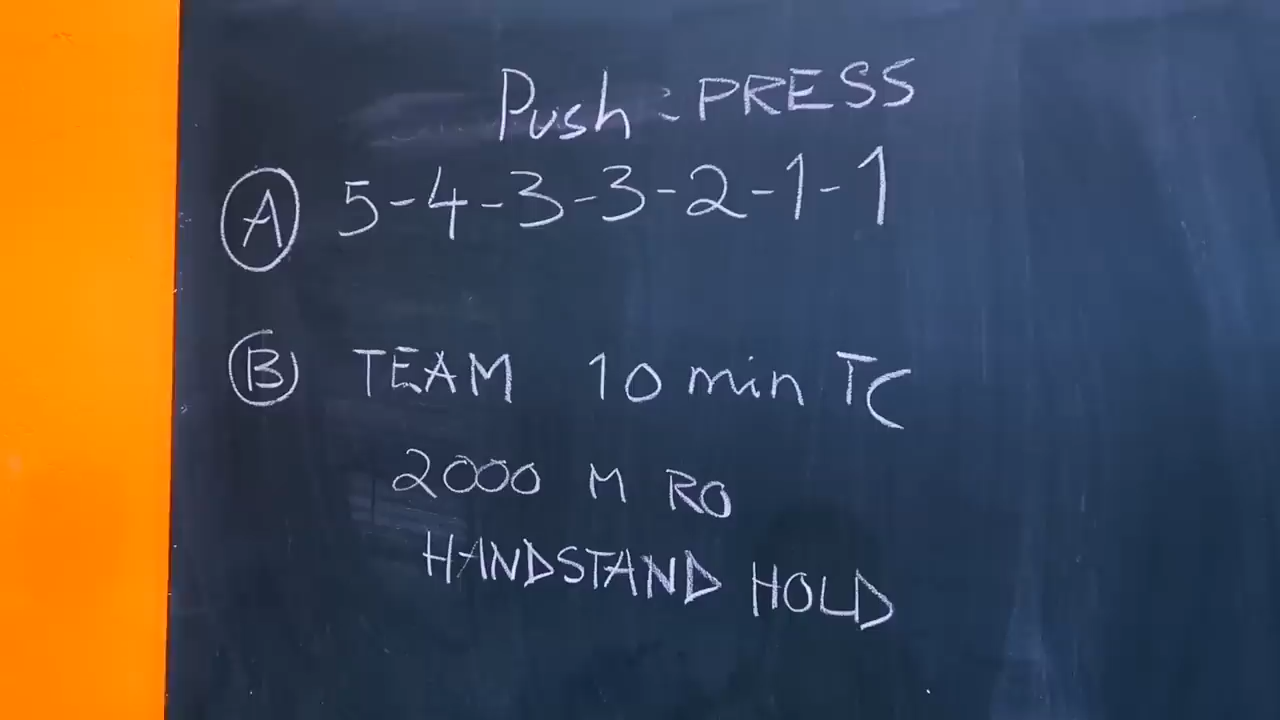 Push: PRESS
A 5-4-3-3-2-1-1
B TEAM 10 min TC
2000 M RO
HANDSTAND HOLD